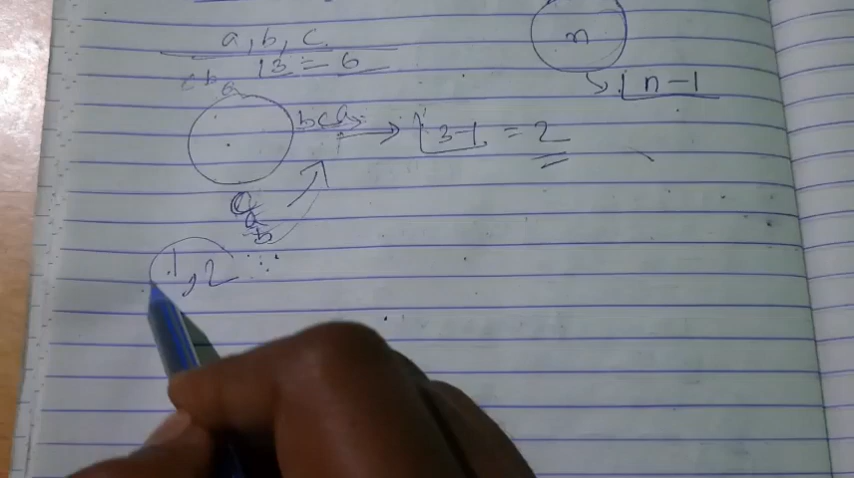 a, b, c
n
⌊3 = 6
c b a
⌊n-1
b c a
⌊3-1 = 2
a
b
1, 2